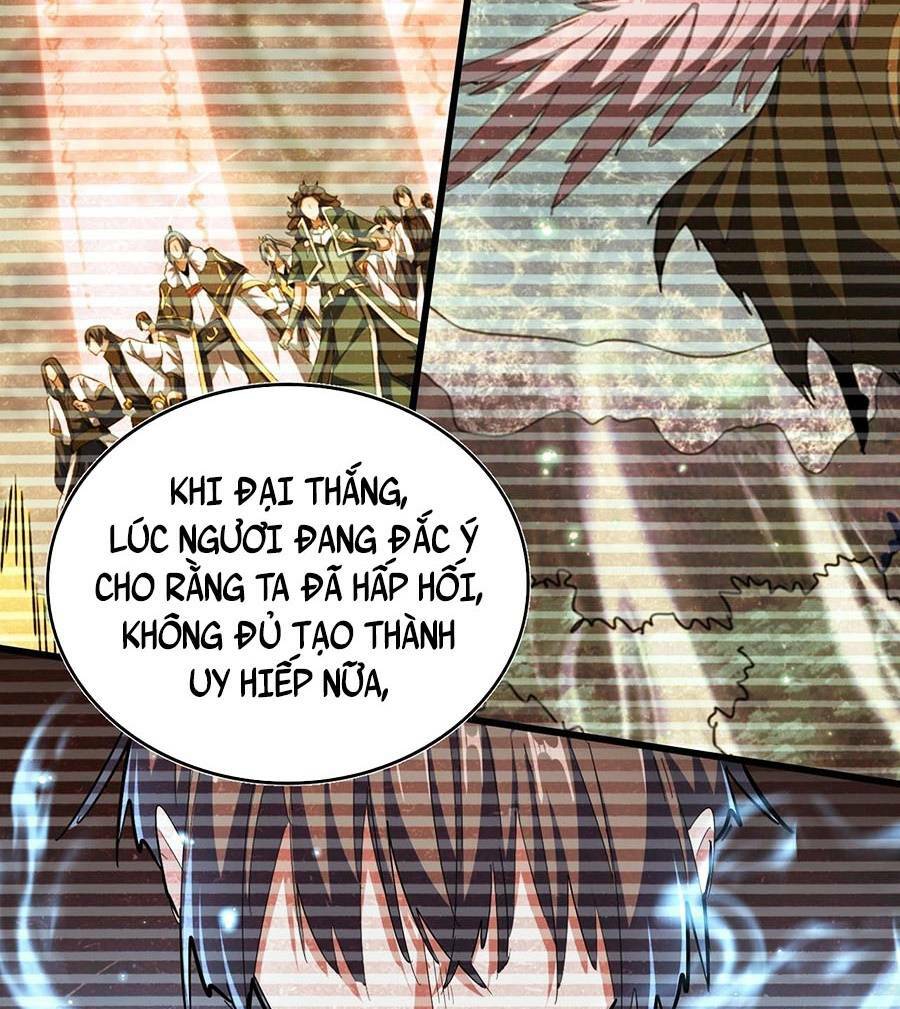 KHI ĐẠI THẮNG,
LÚC NGƯƠI ĐANG ĐẮC Ý
CHO RẰNG TA ĐÃ HẤP HỐI,
KHÔNG ĐỦ TẠO THÀNH
UY HIẾP NỮA,